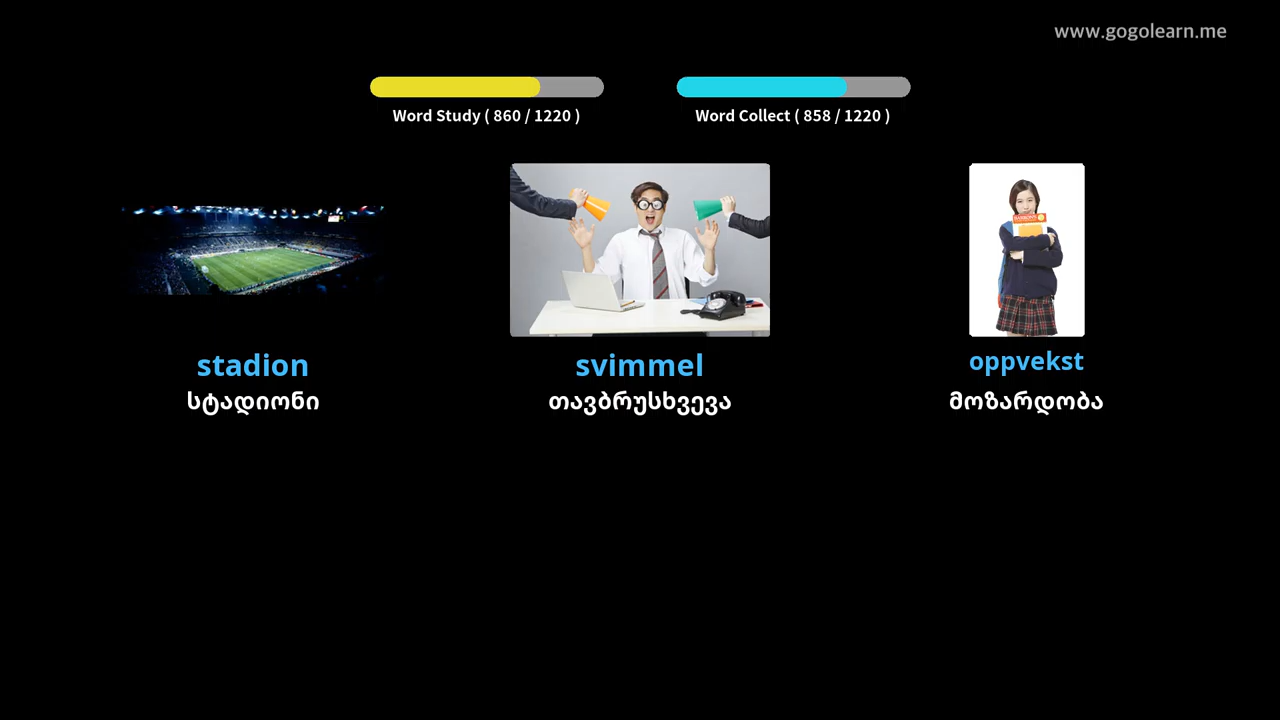 www.gogolearn.me
Word Study ( 860 / 1220 )
Word Collect ( 858 / 1220 )
stadion
svimmel
oppvekst
სტადიონი
თავბრუსხვევა
მოზარდობა